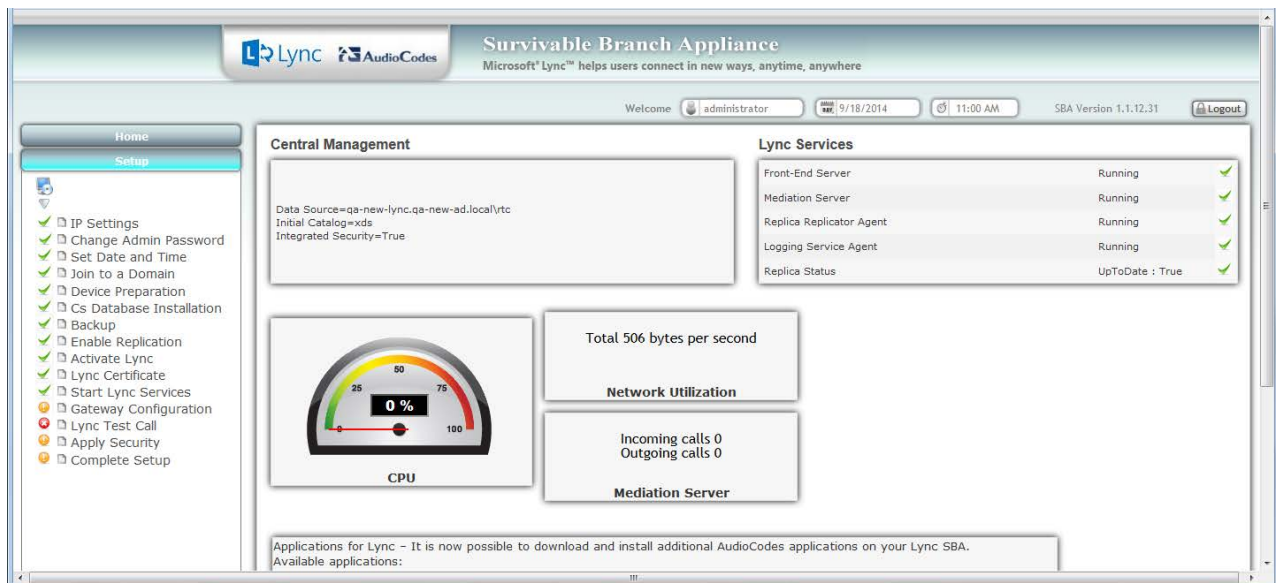 Lync AudioCodes
Survivable Branch Appliance
Microsoft® Lync™ helps users connect in new ways, anytime, anywhere
Welcome administrator 9/18/2014 11:00 AM SBA Version 1.1.12.31 Logout
Home
Setup
IP Settings
Change Admin Password
Set Date and Time
Join to a Domain
Device Preparation
Cs Database Installation
Backup
Enable Replication
Activate Lync
Lync Certificate
Start Lync Services
Gateway Configuration
Lync Test Call
Apply Security
Complete Setup
Central Management
Data Source=qa-new-lync.qa-new-ad.local\rtc
Initial Catalog=xds
Integrated Security=True
Lync Services
Front-End Server Running
Mediation Server Running
Replica Replicator Agent Running
Logging Service Agent Running
Replica Status UpToDate : True
0 25 50 75 100
0 %
CPU
Total 506 bytes per second
Network Utilization
Incoming calls 0
Outgoing calls 0
Mediation Server
Applications for Lync – It is now possible to download and install additional AudioCodes applications on your Lync SBA.
Available applications: